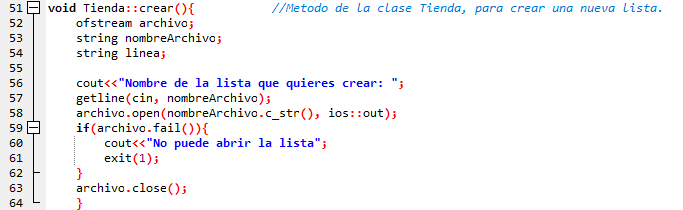 51 void Tienda::crear(){ //Metodo de la clase Tienda, para crear una nueva lista.
52 ofstream archivo;
53 string nombreArchivo;
54 string linea;
55
56 cout<<"Nombre de la lista que quieres crear: ";
57 getline(cin, nombreArchivo);
58 archivo.open(nombreArchivo.c_str(), ios::out);
59 if(archivo.fail()){
60 cout<<"No puede abrir la lista";
61 exit(1);
62 }
63 archivo.close();
64 }